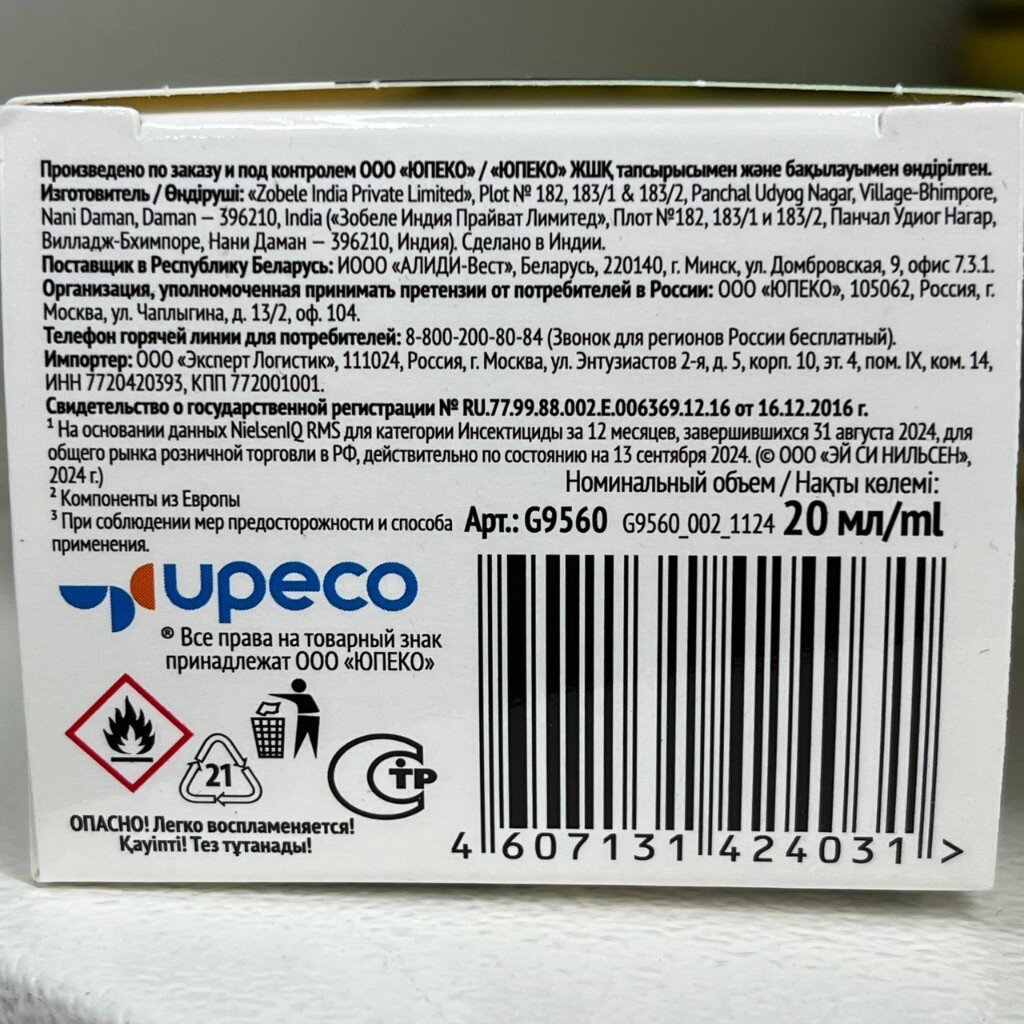 Произведено по заказу и под контролем ООО «ЮПЕКО» / «ЮПЕКО» ЖШҚ тапсырысымен және бақылауымен өндірілген.
Изготовитель / Өндіруші: «Zobele India Private Limited», Plot № 182, 183/1 & 183/2, Panchal Udyog Nagar, Village-Bhimpore,
Nani Daman, Daman — 396210, India («Зобеле Индия Прайват Лимитед», Плот №182, 183/1 и 183/2, Панчал Удиог Нагар,
Вилладж-Бхимпоре, Нани Даман — 396210, Индия). Сделано в Индии.
Поставщик в Республику Беларусь: ИООО «АЛИДИ-Вест», Беларусь, 220140, г. Минск, ул. Домбровская, 9, офис 7.3.1.
Организация, уполномоченная принимать претензии от потребителей в России: ООО «ЮПЕКО», 105062, Россия, г.
Москва, ул. Чаплыгина, д. 13/2, оф. 104.
Телефон горячей линии для потребителей: 8-800-200-80-84 (Звонок для регионов России бесплатный).
Импортер: ООО «Эксперт Логистик», 111024, Россия, г. Москва, ул. Энтузиастов 2-я, д. 5, корп. 10, эт. 4, пом. IX, ком. 14,
ИНН 7720420393, КПП 772001001.
Свидетельство о государственной регистрации № RU.77.99.88.002.Е.006369.12.16 от 16.12.2016 г.
¹ На основании данных NielsenIQ RMS для категории Инсектициды за 12 месяцев, завершившихся 31 августа 2024, для
общего рынка розничной торговли в РФ, действительно по состоянию на 13 сентября 2024. (© ООО «ЭЙ СИ НИЛЬСЕН»,
2024 г.)
² Компоненты из Европы
³ При соблюдении мер предосторожности и способа
применения.
Номинальный объем / Нақты көлемі:
Арт.: G9560 G9560_002_1124 20 мл/ml
upeco
® Все права на товарный знак
принадлежат ООО «ЮПЕКО»
21
СТР
ОПАСНО! Легко воспламеняется!
Қауіпті! Тез тұтанады!
4 607131 424031 >